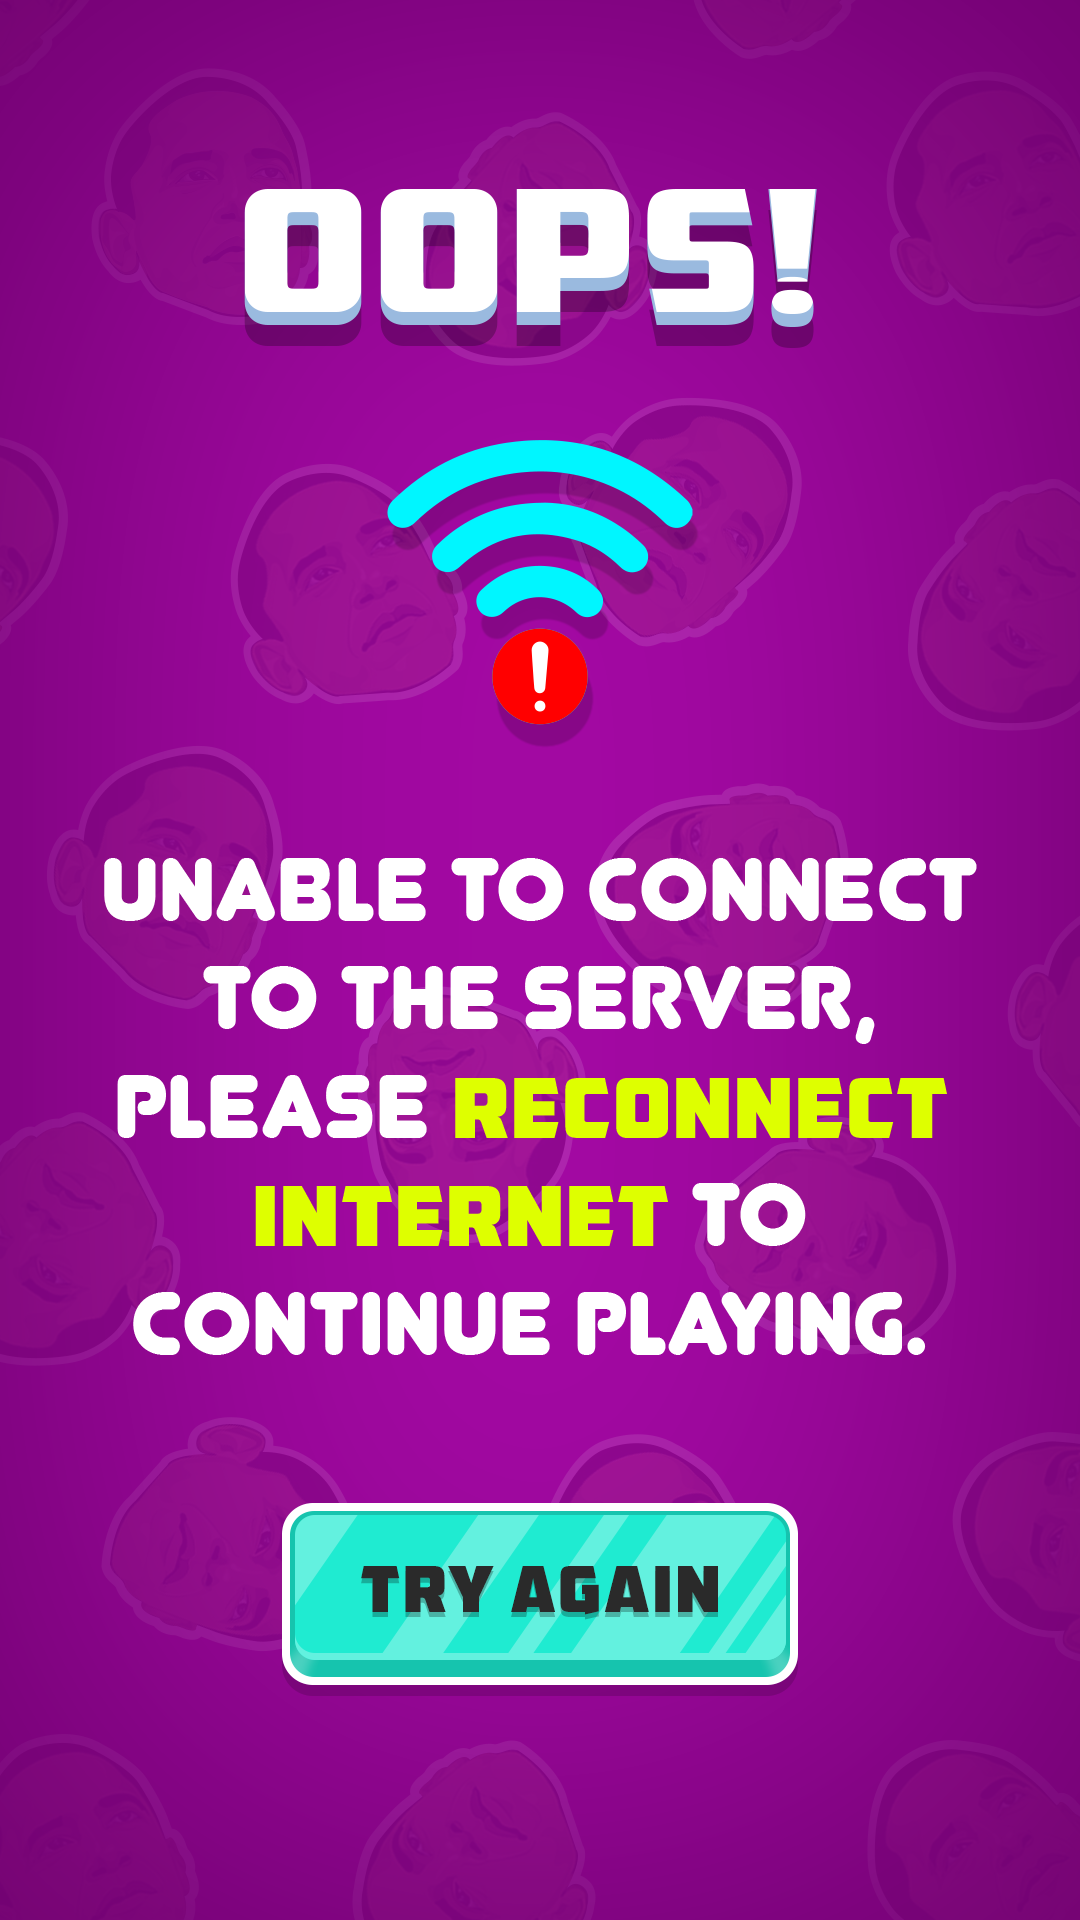 OOPS!
UNABLE TO CONNECT
TO THE SERVER,
PLEASE RECONNECT
INTERNET TO
CONTINUE PLAYING.
TRY AGAIN